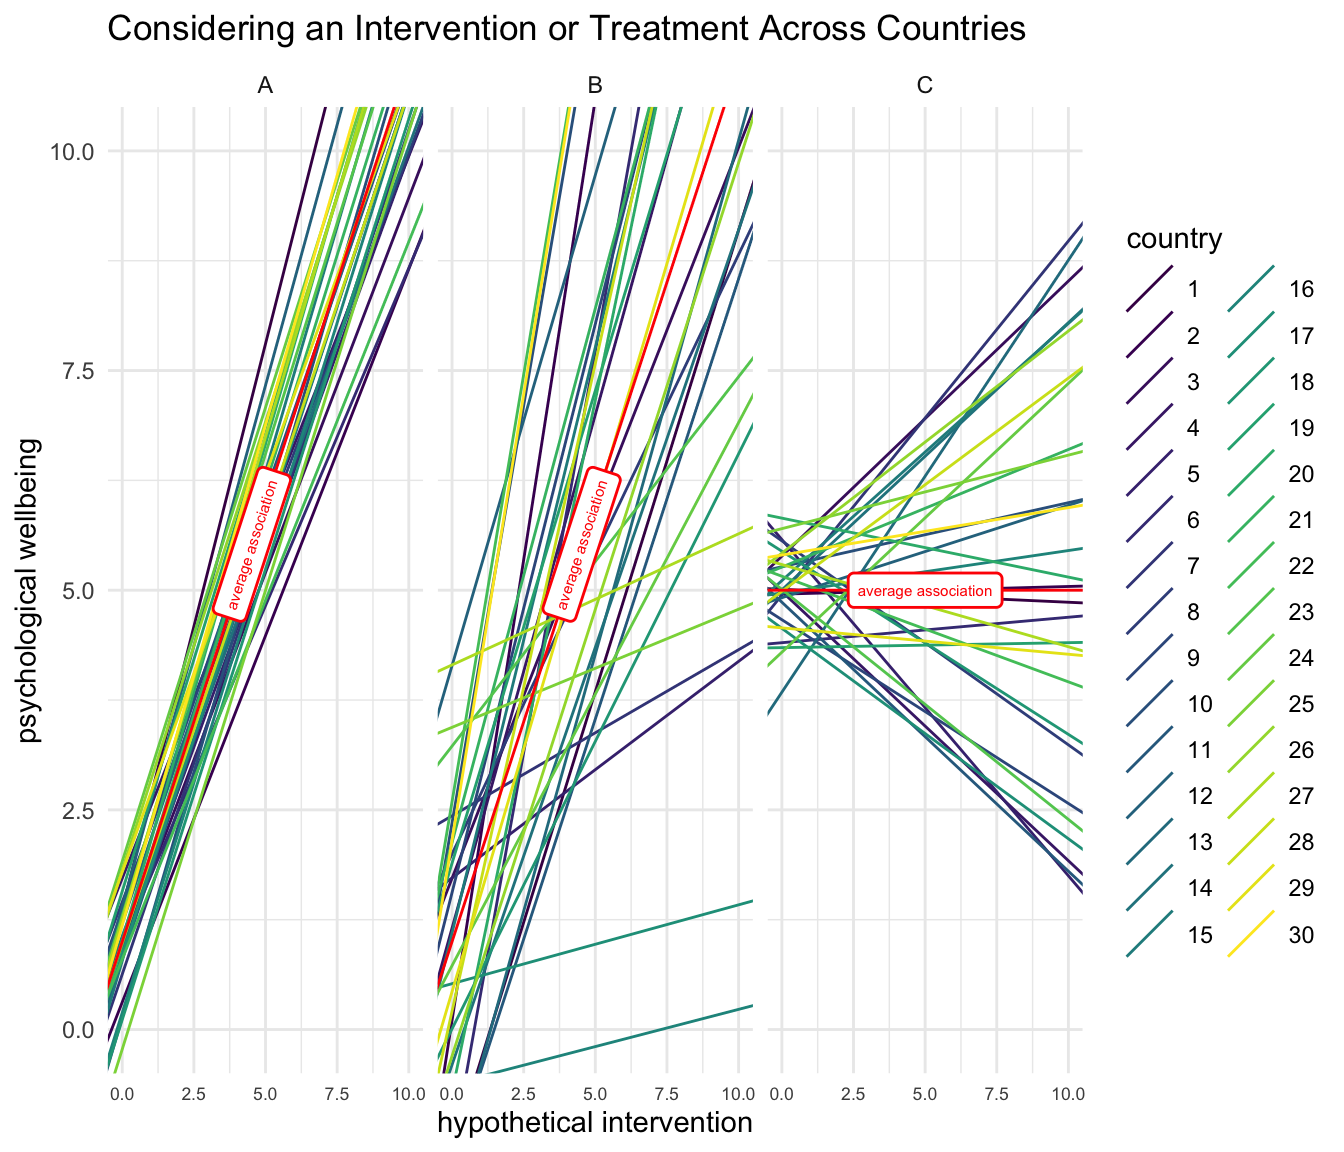 Considering an Intervention or Treatment Across Countries
A
B
C
10.0
7.5
5.0
2.5
0.0
psychological wellbeing
average association
average association
average association
0.0 2.5 5.0 7.5 10.0
0.0 2.5 5.0 7.5 10.0
0.0 2.5 5.0 7.5 10.0
hypothetical intervention
country
1
2
3
4
5
6
7
8
9
10
11
12
13
14
15
16
17
18
19
20
21
22
23
24
25
26
27
28
29
30